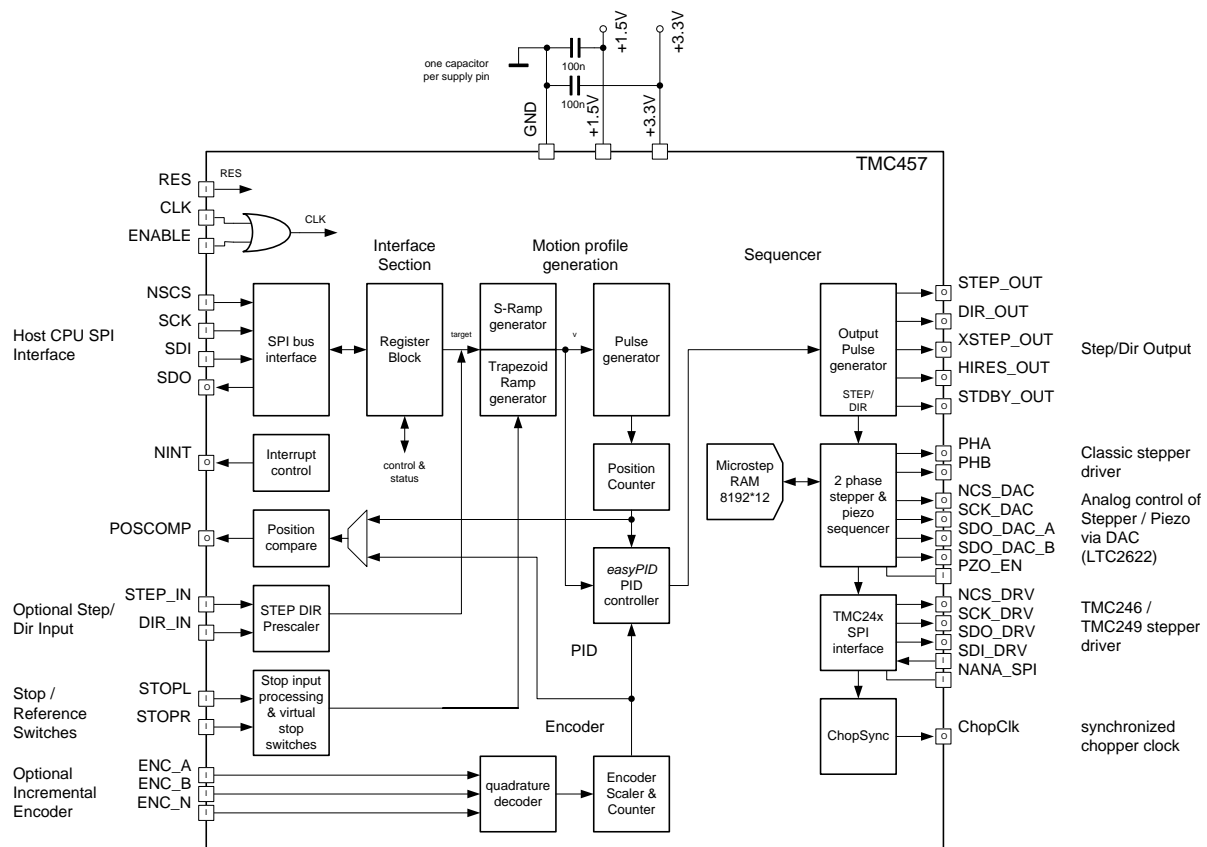 +1.5V
+3.3V
one capacitor
per supply pin
100n
100n
GND
+1.5V
+3.3V
TMC457
RES
RES
CLK
CLK
ENABLE
Interface
Section
Motion profile
generation
Sequencer
Host CPU SPI
Interface
NSCS
SCK
SDI
SDO
I
I
I
I
I
I
O
SPI bus
interface
Register
Block
target
S-Ramp
generator
Trapezoid
Ramp
generator
v
Pulse
generator
Output
Pulse
generator
STEP/
DIR
STEP_OUT
DIR_OUT
XSTEP_OUT
HIRES_OUT
STDBY_OUT
O
O
O
O
O
Step/Dir Output
NINT
O
Interrupt
control
control &
status
Position
Counter
Microstep
RAM
8192*12
2 phase
stepper &
piezo
sequencer
PHA
PHB
NCS_DAC
SCK_DAC
SDO_DAC_A
SDO_DAC_B
PZO_EN
O
O
O
O
O
O
I
Classic stepper
driver
Analog control of
Stepper / Piezo
via DAC
(LTC2622)
POSCOMP
O
Position
compare
easyPID
PID
controller
PID
Optional Step/
Dir Input
STEP_IN
DIR_IN
I
I
STEP DIR
Prescaler
TMC24x
SPI
interface
NCS_DRV
SCK_DRV
SDO_DRV
SDI_DRV
NANA_SPI
O
O
O
I
I
TMC246 /
TMC249 stepper
driver
Stop /
Reference
Switches
STOPL
STOPR
I
I
Stop input
processing
& virtual
stop
switches
Encoder
ChopSync
O
ChopClk
synchronized
chopper clock
Optional
Incremental
Encoder
ENC_A
ENC_B
ENC_N
I
I
I
quadrature
decoder
Encoder
Scaler &
Counter